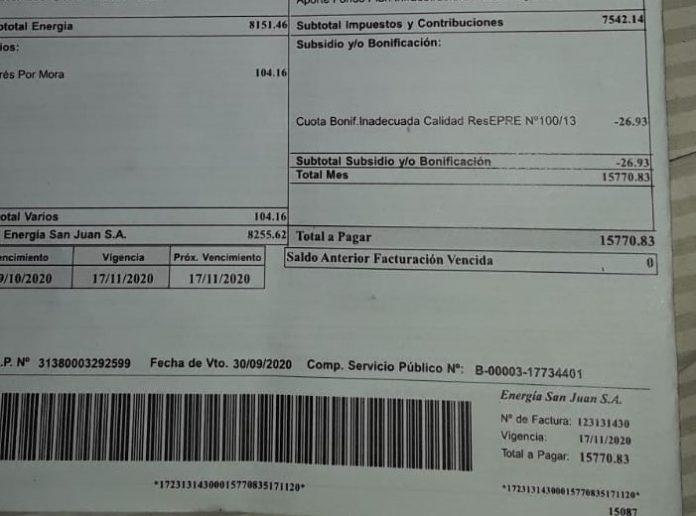 Subtotal Impuestos y Contribuciones 7542.14
Subsidio y/o Bonificación:
Cuota Bonif.Inadecuada Calidad ResEPRE Nº100/13 -26.93
Subtotal Subsidio y/o Bonificación -26.93
Total Mes 15770.83
total Energia 8151.46
ios:
rés Por Mora 104.16
otal Varios 104.16
Energía San Juan S.A. 8255.62
Total a Pagar 15770.83
Saldo Anterior Facturación Vencida 0
encimiento Vigencia Próx. Vencimiento
9/10/2020 17/11/2020 17/11/2020
.P. Nº 31380003292599 Fecha de Vto. 30/09/2020 Comp. Servicio Público Nº: B-00003-17734401
Energía San Juan S.A.
Nº de Factura: 123131430
Vigencia: 17/11/2020
Total a Pagar: 15770.83
*172313143000015770835171120*
*172313143000015770835171120*
15087